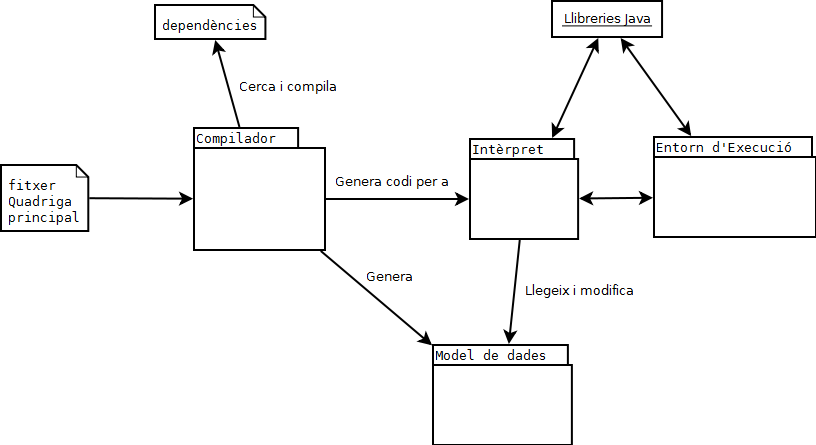 dependències
Llibreries Java
Cerca i compila
Compilador
Intèrpret
Entorn d'Execució
fitxer
Quadriga
principal
Genera codi per a
Genera
Llegeix i modifica
Model de dades